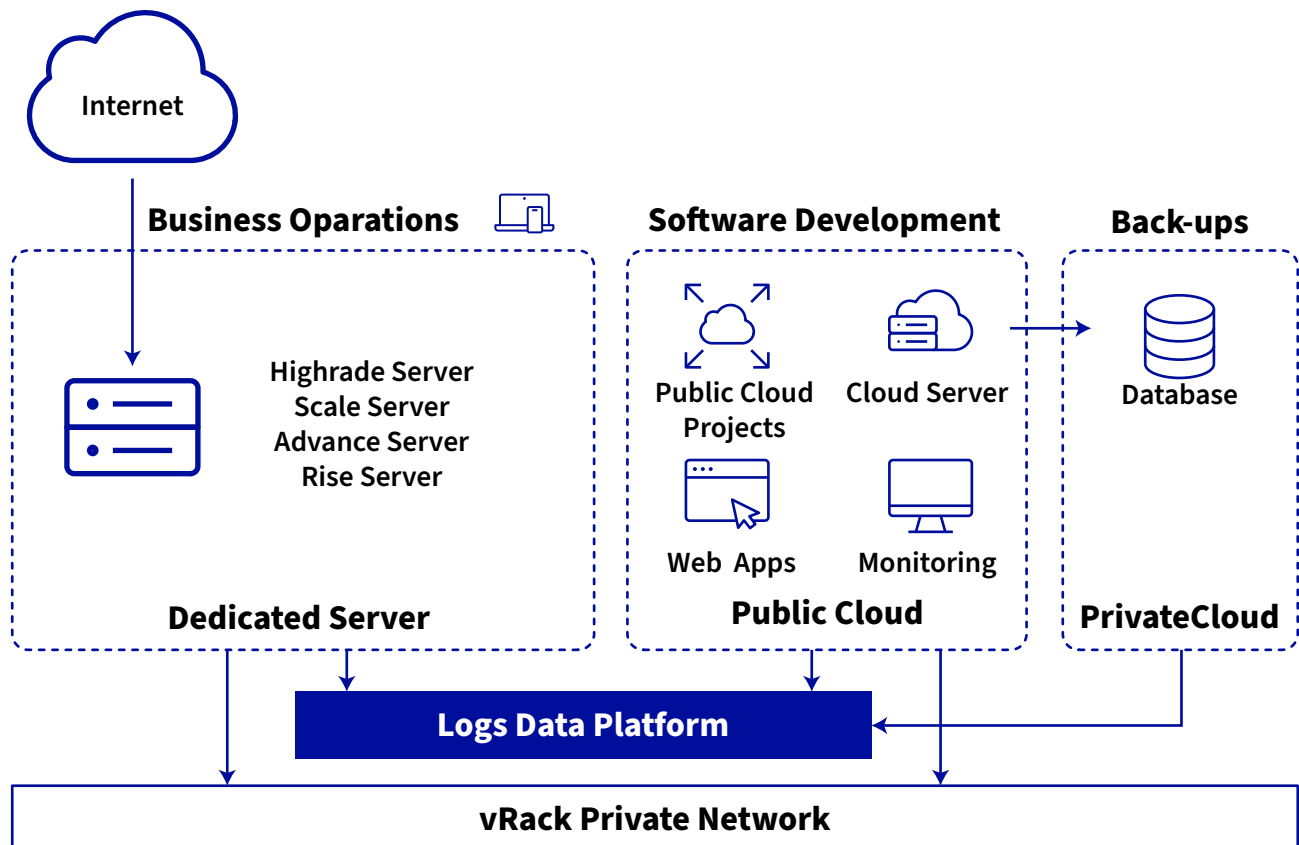 Internet
Business Oparations
Software Development
Back-ups
Highrade Server
Scale Server
Advance Server
Rise Server
Public Cloud
Projects
Cloud Server
Database
Web Apps
Monitoring
Dedicated Server
Public Cloud
PrivateCloud
Logs Data Platform
vRack Private Network